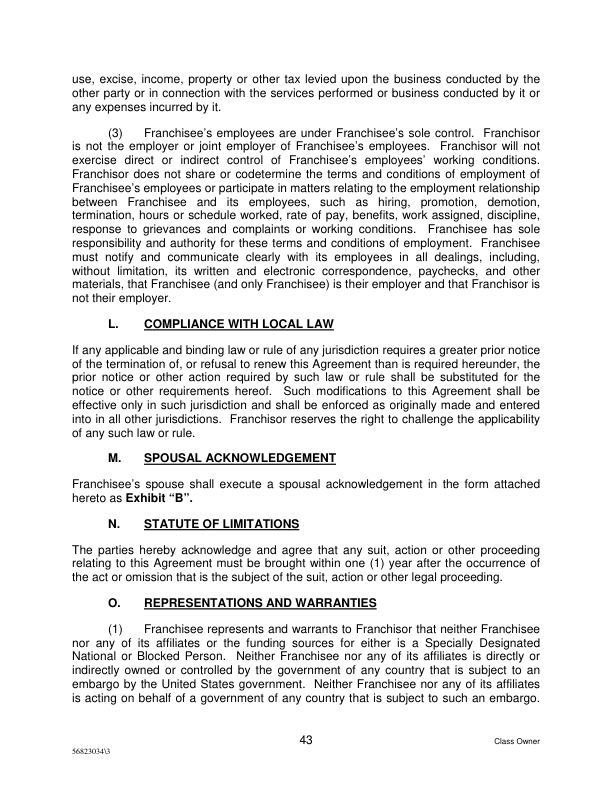 use, excise, income, property or other tax levied upon the business conducted by the
other party or in connection with the services performed or business conducted by it or
any expenses incurred by it.
(3) Franchisee's employees are under Franchisee's sole control. Franchisor
is not the employer or joint employer of Franchisee's employees. Franchisor will not
exercise direct or indirect control of Franchisee's employees' working conditions.
Franchisor does not share or codetermine the terms and conditions of employment of
Franchisee's employees or participate in matters relating to the employment relationship
between Franchisee and its employees, such as hiring, promotion, demotion,
termination, hours or schedule worked, rate of pay, benefits, work assigned, discipline,
response to grievances and complaints or working conditions. Franchisee has sole
responsibility and authority for these terms and conditions of employment. Franchisee
must notify and communicate clearly with its employees in all dealings, including,
without limitation, its written and electronic correspondence, paychecks, and other
materials, that Franchisee (and only Franchisee) is their employer and that Franchisor is
not their employer.
L. COMPLIANCE WITH LOCAL LAW
If any applicable and binding law or rule of any jurisdiction requires a greater prior notice
of the termination of, or refusal to renew this Agreement than is required hereunder, the
prior notice or other action required by such law or rule shall be substituted for the
notice or other requirements hereof. Such modifications to this Agreement shall be
effective only in such jurisdiction and shall be enforced as originally made and entered
into in all other jurisdictions. Franchisor reserves the right to challenge the applicability
of any such law or rule.
M. SPOUSAL ACKNOWLEDGEMENT
Franchisee's spouse shall execute a spousal acknowledgement in the form attached
hereto as Exhibit “B”.
N. STATUTE OF LIMITATIONS
The parties hereby acknowledge and agree that any suit, action or other proceeding
relating to this Agreement must be brought within one (1) year after the occurrence of
the act or omission that is the subject of the suit, action or other legal proceeding.
O. REPRESENTATIONS AND WARRANTIES
(1) Franchisee represents and warrants to Franchisor that neither Franchisee
nor any of its affiliates or the funding sources for either is a Specially Designated
National or Blocked Person. Neither Franchisee nor any of its affiliates is directly or
indirectly owned or controlled by the government of any country that is subject to an
embargo by the United States government. Neither Franchisee nor any of its affiliates
is acting on behalf of a government of any country that is subject to such an embargo.
43
Class Owner
56823034\3